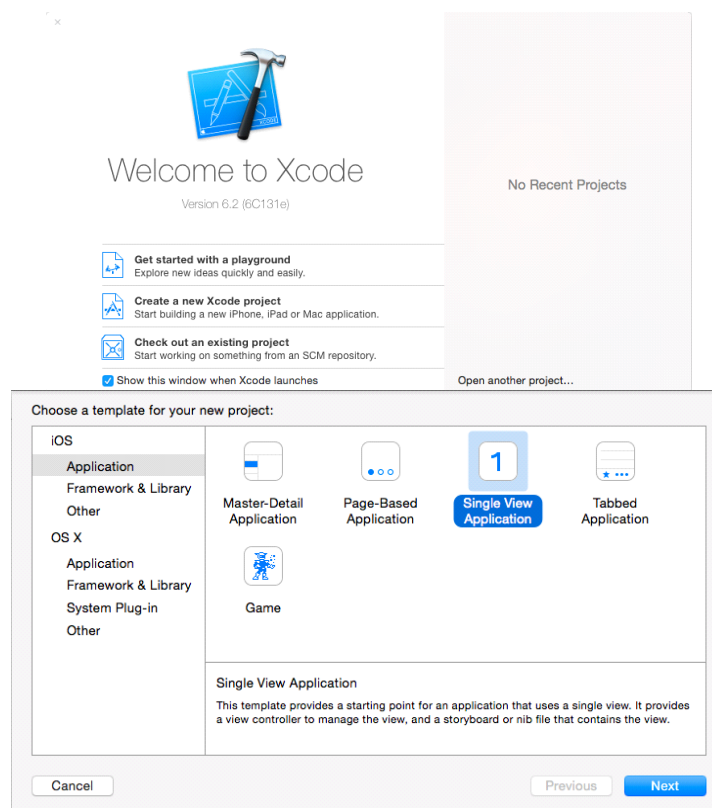 XCODE
Welcome to Xcode
Version 6.2 (6C131e)
No Recent Projects
Get started with a playground
Explore new ideas quickly and easily.
Create a new Xcode project
Start building a new iPhone, iPad or Mac application.
Check out an existing project
Start working on something from an SCM repository.
Show this window when Xcode launches
Open another project...
Choose a template for your new project:
iOS
Application
Framework & Library
Other
OS X
Application
Framework & Library
System Plug-in
Other
Master-Detail
Application
Page-Based
Application
1
Single View
Application
Tabbed
Application
Game
Single View Application
This template provides a starting point for an application that uses a single view. It provides
a view controller to manage the view, and a storyboard or nib file that contains the view.
Cancel
Previous
Next